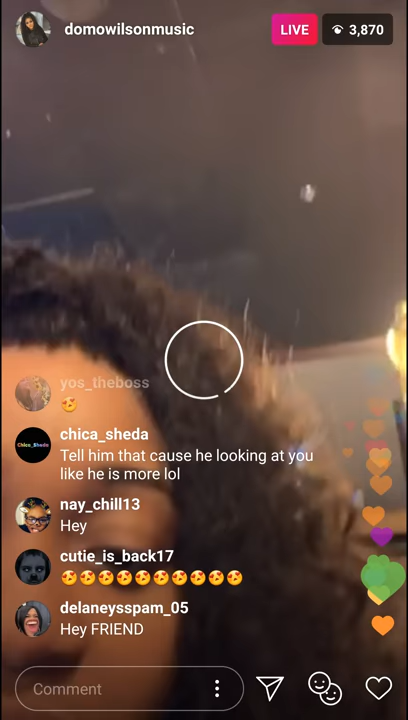 domowilsonmusic
LIVE
3,870
yos_theboss
😍
chica_sheda
Tell him that cause he looking at you
like he is more lol
nay_chill13
Hey
cutie_is_back17
😍😍😍😍😍😍😍😍😍😍
delaneysspam_05
Hey FRIEND
Comment